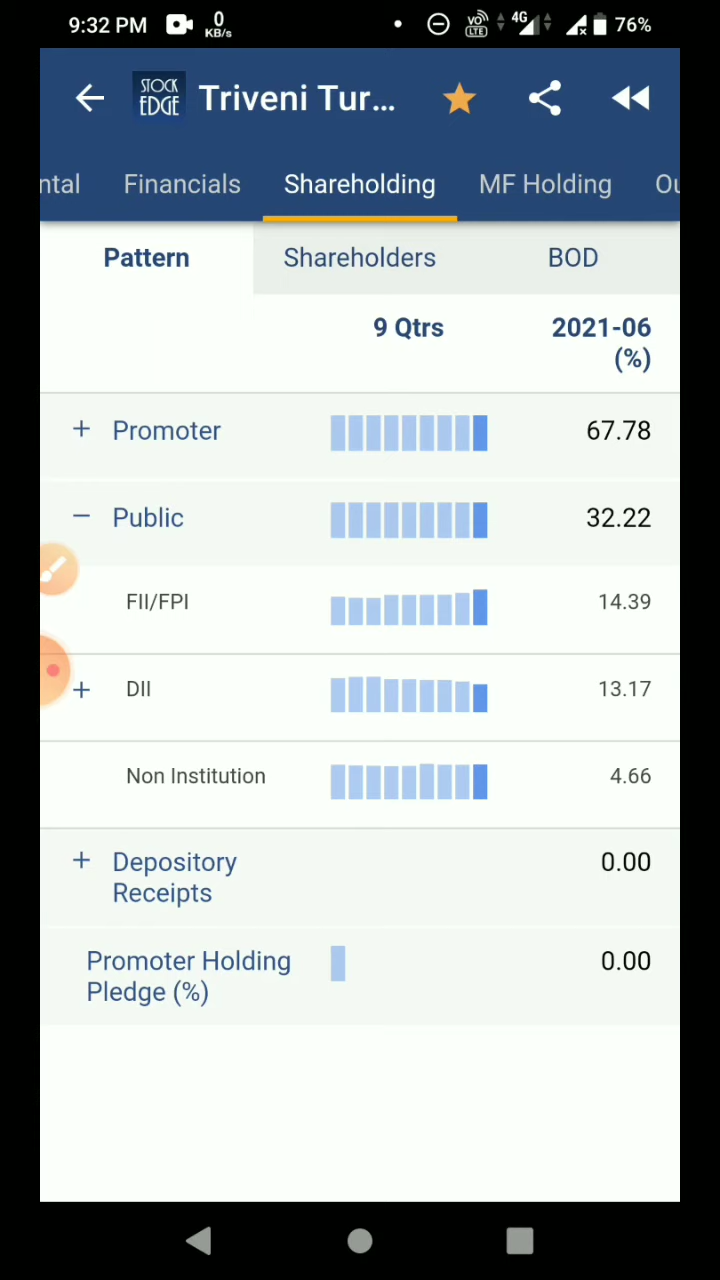 9:32 PM 0 KB/s VO LTE 4G 76%
STOCK EDGE Triveni Tur...
ntal Financials Shareholding MF Holding Ou
Pattern Shareholders BOD
9 Qtrs 2021-06
(%)
+ Promoter 67.78
− Public 32.22
FII/FPI 14.39
+ DII 13.17
Non Institution 4.66
+ Depository 0.00
Receipts
Promoter Holding 0.00
Pledge (%)